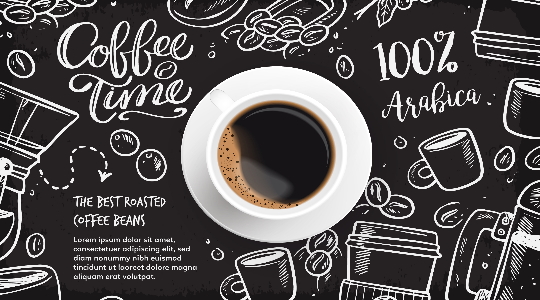 Coffee
Time
100%
Arabica
THE BEST ROASTED
COFFEE BEANS
Lorem ipsum dolor sit amet,
consectetuer adipiscing elit, sed
diam nonummy nibh euismod
tincidunt ut laoreet dolore magna
aliquam erat volutpat.